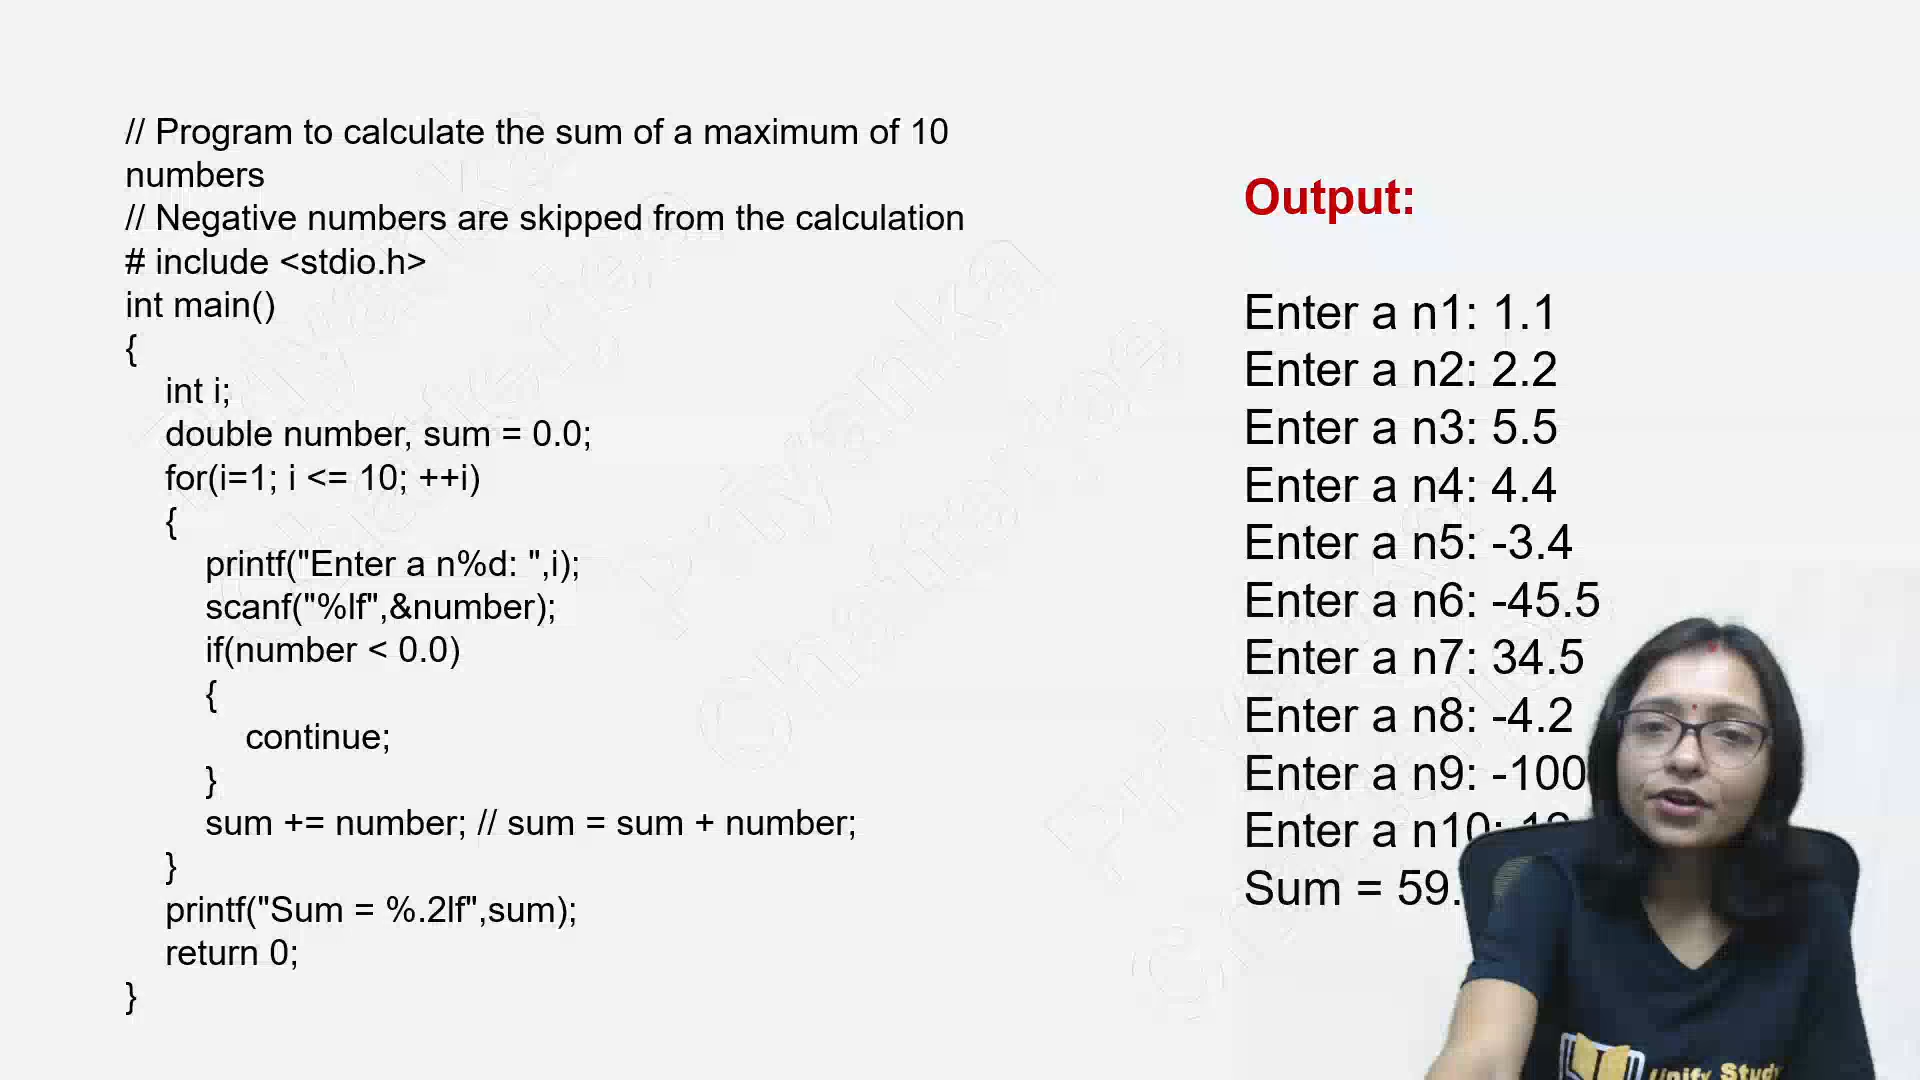 // Program to calculate the sum of a maximum of 10
numbers
// Negative numbers are skipped from the calculation
# include <stdio.h>
int main()
{
int i;
double number, sum = 0.0;
for(i=1; i <= 10; ++i)
{
printf("Enter a n%d: ",i);
scanf("%lf",&number);
if(number < 0.0)
{
continue;
}
sum += number; // sum = sum + number;
}
printf("Sum = %.2lf",sum);
return 0;
}
Output:
Enter a n1: 1.1
Enter a n2: 2.2
Enter a n3: 5.5
Enter a n4: 4.4
Enter a n5: -3.4
Enter a n6: -45.5
Enter a n7: 34.5
Enter a n8: -4.2
Enter a n9: -100
Enter a n10:
Sum = 59.
Unify Study